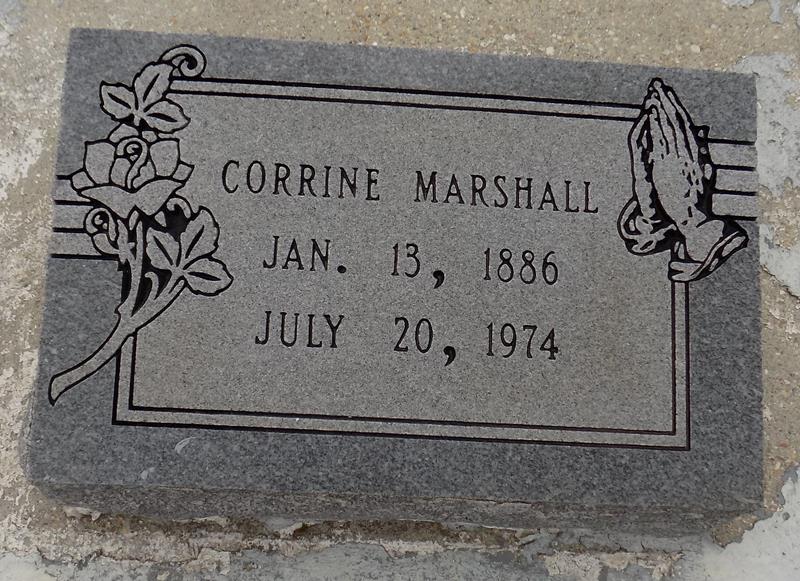 CORRINE MARSHALL
JAN. 13, 1886
JULY 20, 1974